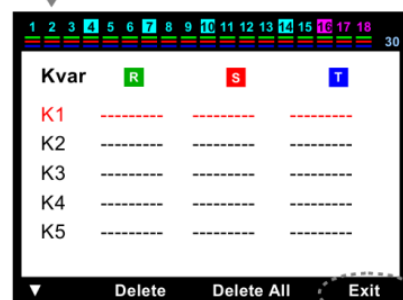 1 2 3 4 5 6 7 8 9 10 11 12 13 14 15 16 17 18
30
Kvar R S T
K1 --------- --------- ---------
K2 --------- --------- ---------
K3 --------- --------- ---------
K4 --------- --------- ---------
K5 --------- --------- ---------
▼ Delete Delete All Exit